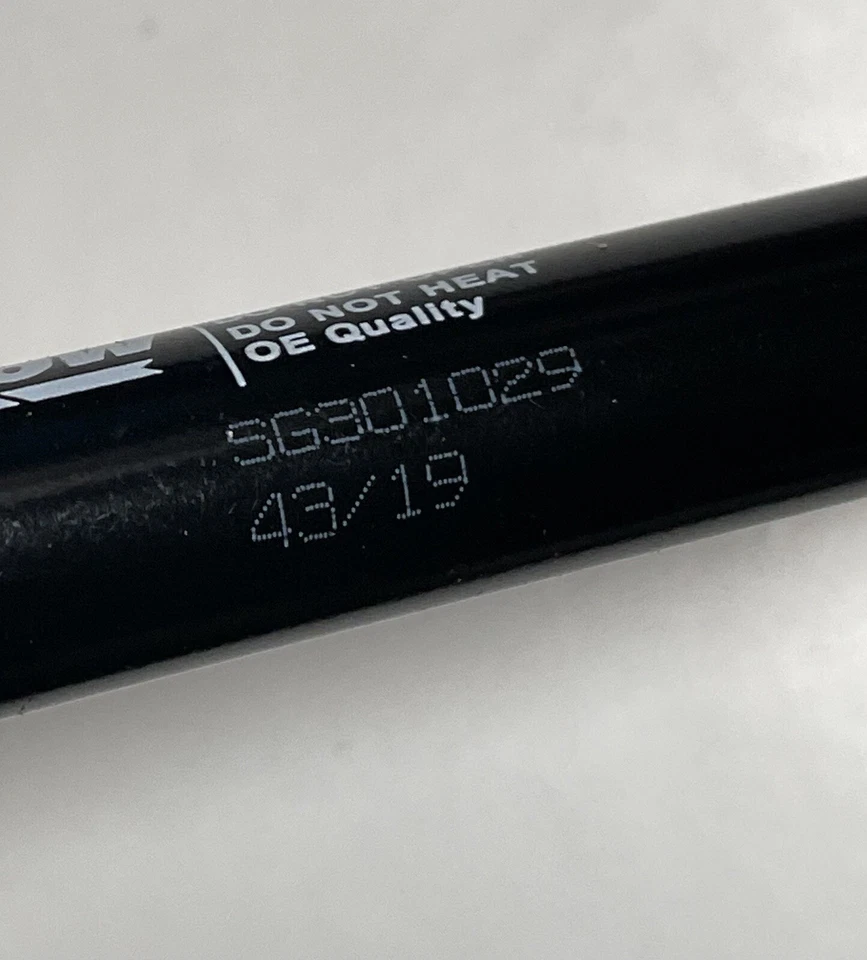 DO NOT HEAT
OE Quality
SG301029
43/19